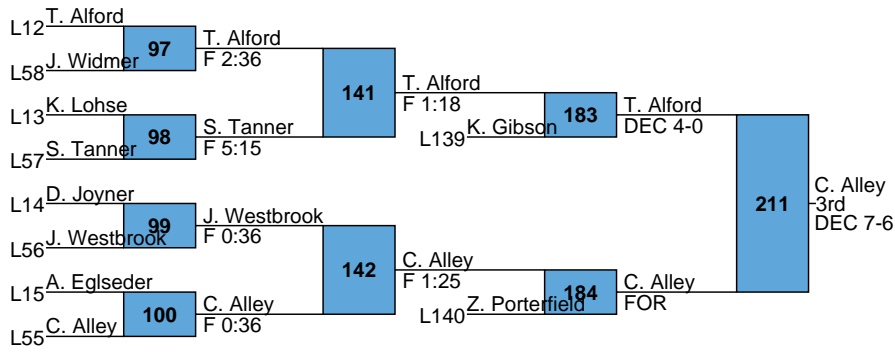 L12 T. Alford
97
L58 J. Widmer
T. Alford
F 2:36
L13 K. Lohse
98
L57 S. Tanner
S. Tanner
F 5:15
141
T. Alford
F 1:18
L139 K. Gibson
183
T. Alford
DEC 4-0
L14 D. Joyner
99
L56 J. Westbrook
J. Westbrook
F 0:36
L15 A. Eglseder
100
L55 C. Alley
C. Alley
F 0:36
142
C. Alley
F 1:25
L140 Z. Porterfield
184
C. Alley
FOR
211
C. Alley
3rd
DEC 7-6